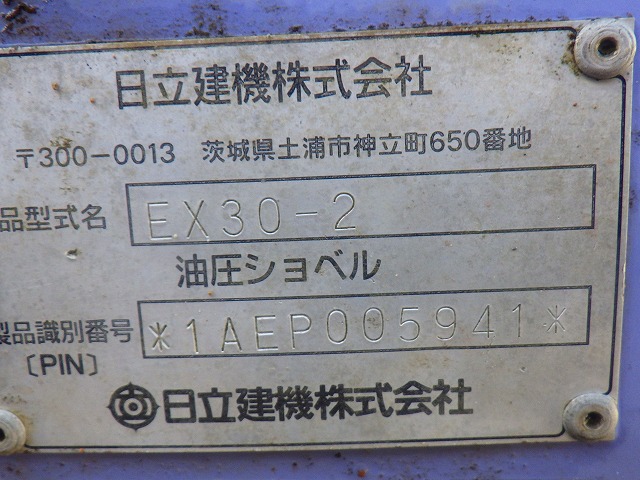 日立建機株式会社
〒300-0013 茨城県土浦市神立町650番地
品型式名 EX30-2
油圧ショベル
製品識別番号 *1AEP005941*
〔PIN〕
日立建機株式会社